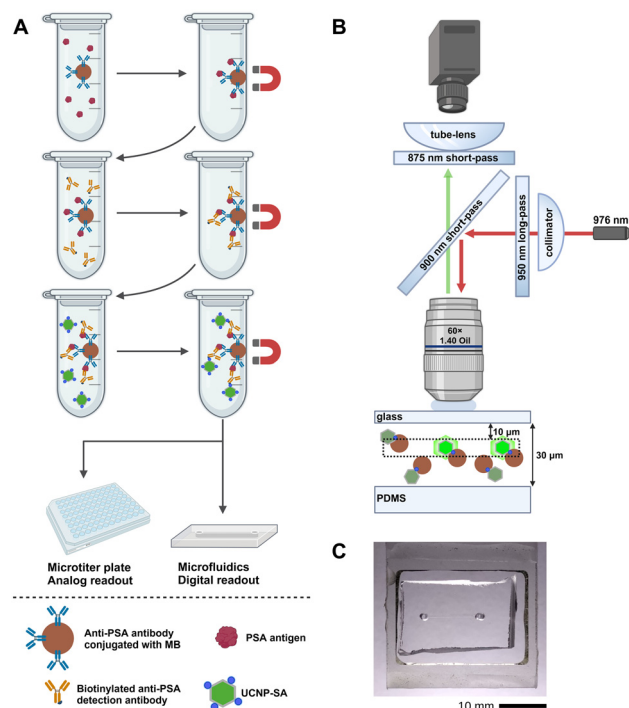 A
B
tube-lens
875 nm short-pass
900 nm short-pass
950 nm long-pass
collimator
976 nm
60×
1.40 Oil
glass
10 µm
30 µm
PDMS
Microtiter plate
Analog readout
Microfluidics
Digital readout
Anti-PSA antibody
conjugated with MB
PSA antigen
Biotinylated anti-PSA
detection antibody
UCNP-SA
C
10 mm